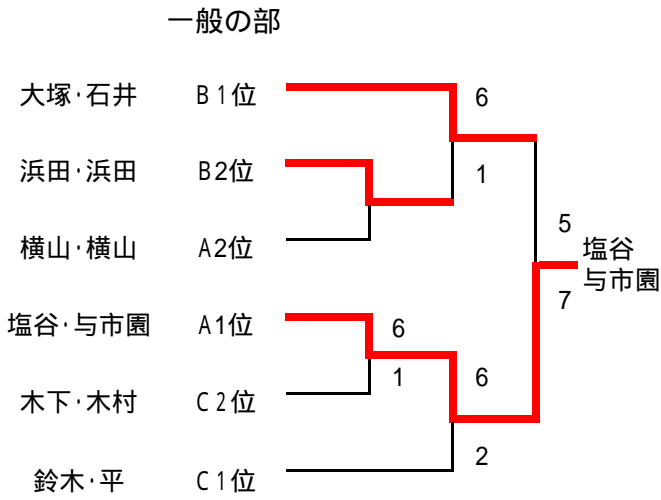 一般の部
大塚・石井 B1位
6
浜田・浜田 B2位
1
横山・横山 A2位
5
塩谷
与市園
7
塩谷・与市園 A1位
6
1
6
木下・木村 C2位
2
鈴木・平 C1位